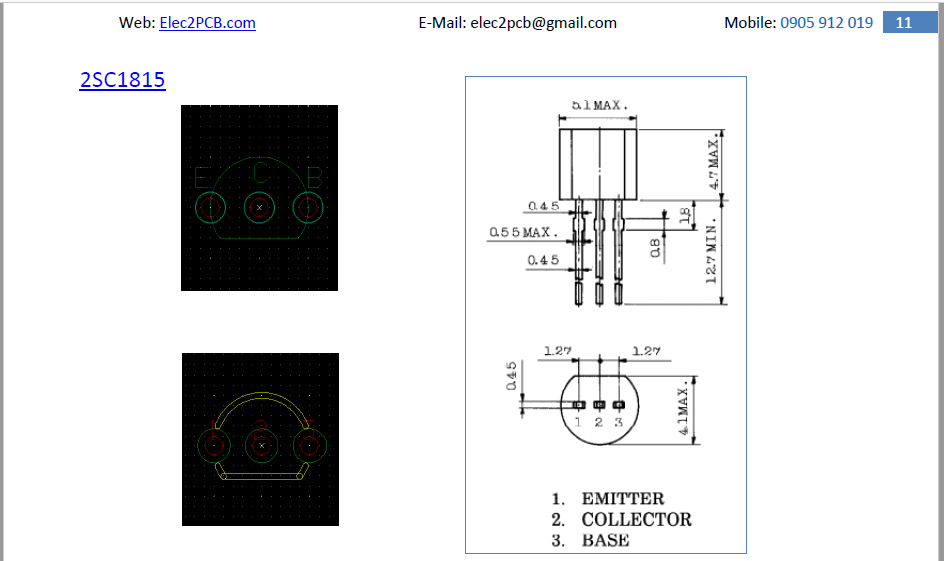 Web: Elec2PCB.com E-Mail: elec2pcb@gmail.com Mobile: 0905 912 019 11
2SC1815
E C B
5.1 MAX.
4.7 MAX.
0.45
1.8
0.55 MAX.
0.8
12.7 MIN.
0.45
1.27 1.27
0.45
4.1 MAX.
1 2 3
1. EMITTER
2. COLLECTOR
3. BASE